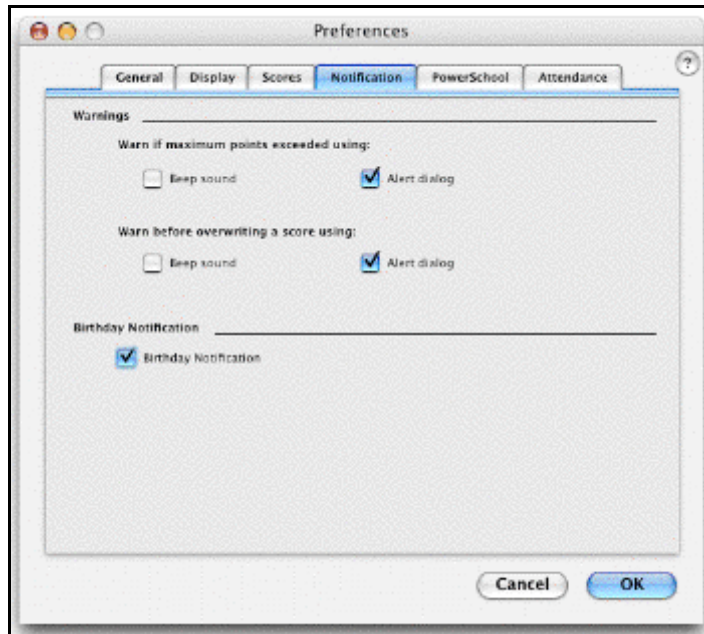 Preferences
?
General Display Scores Notification PowerSchool Attendance
Warnings
Warn if maximum points exceeded using:
Beep sound Alert dialog
Warn before overwriting a score using:
Beep sound Alert dialog
Birthday Notification
Birthday Notification
Cancel OK